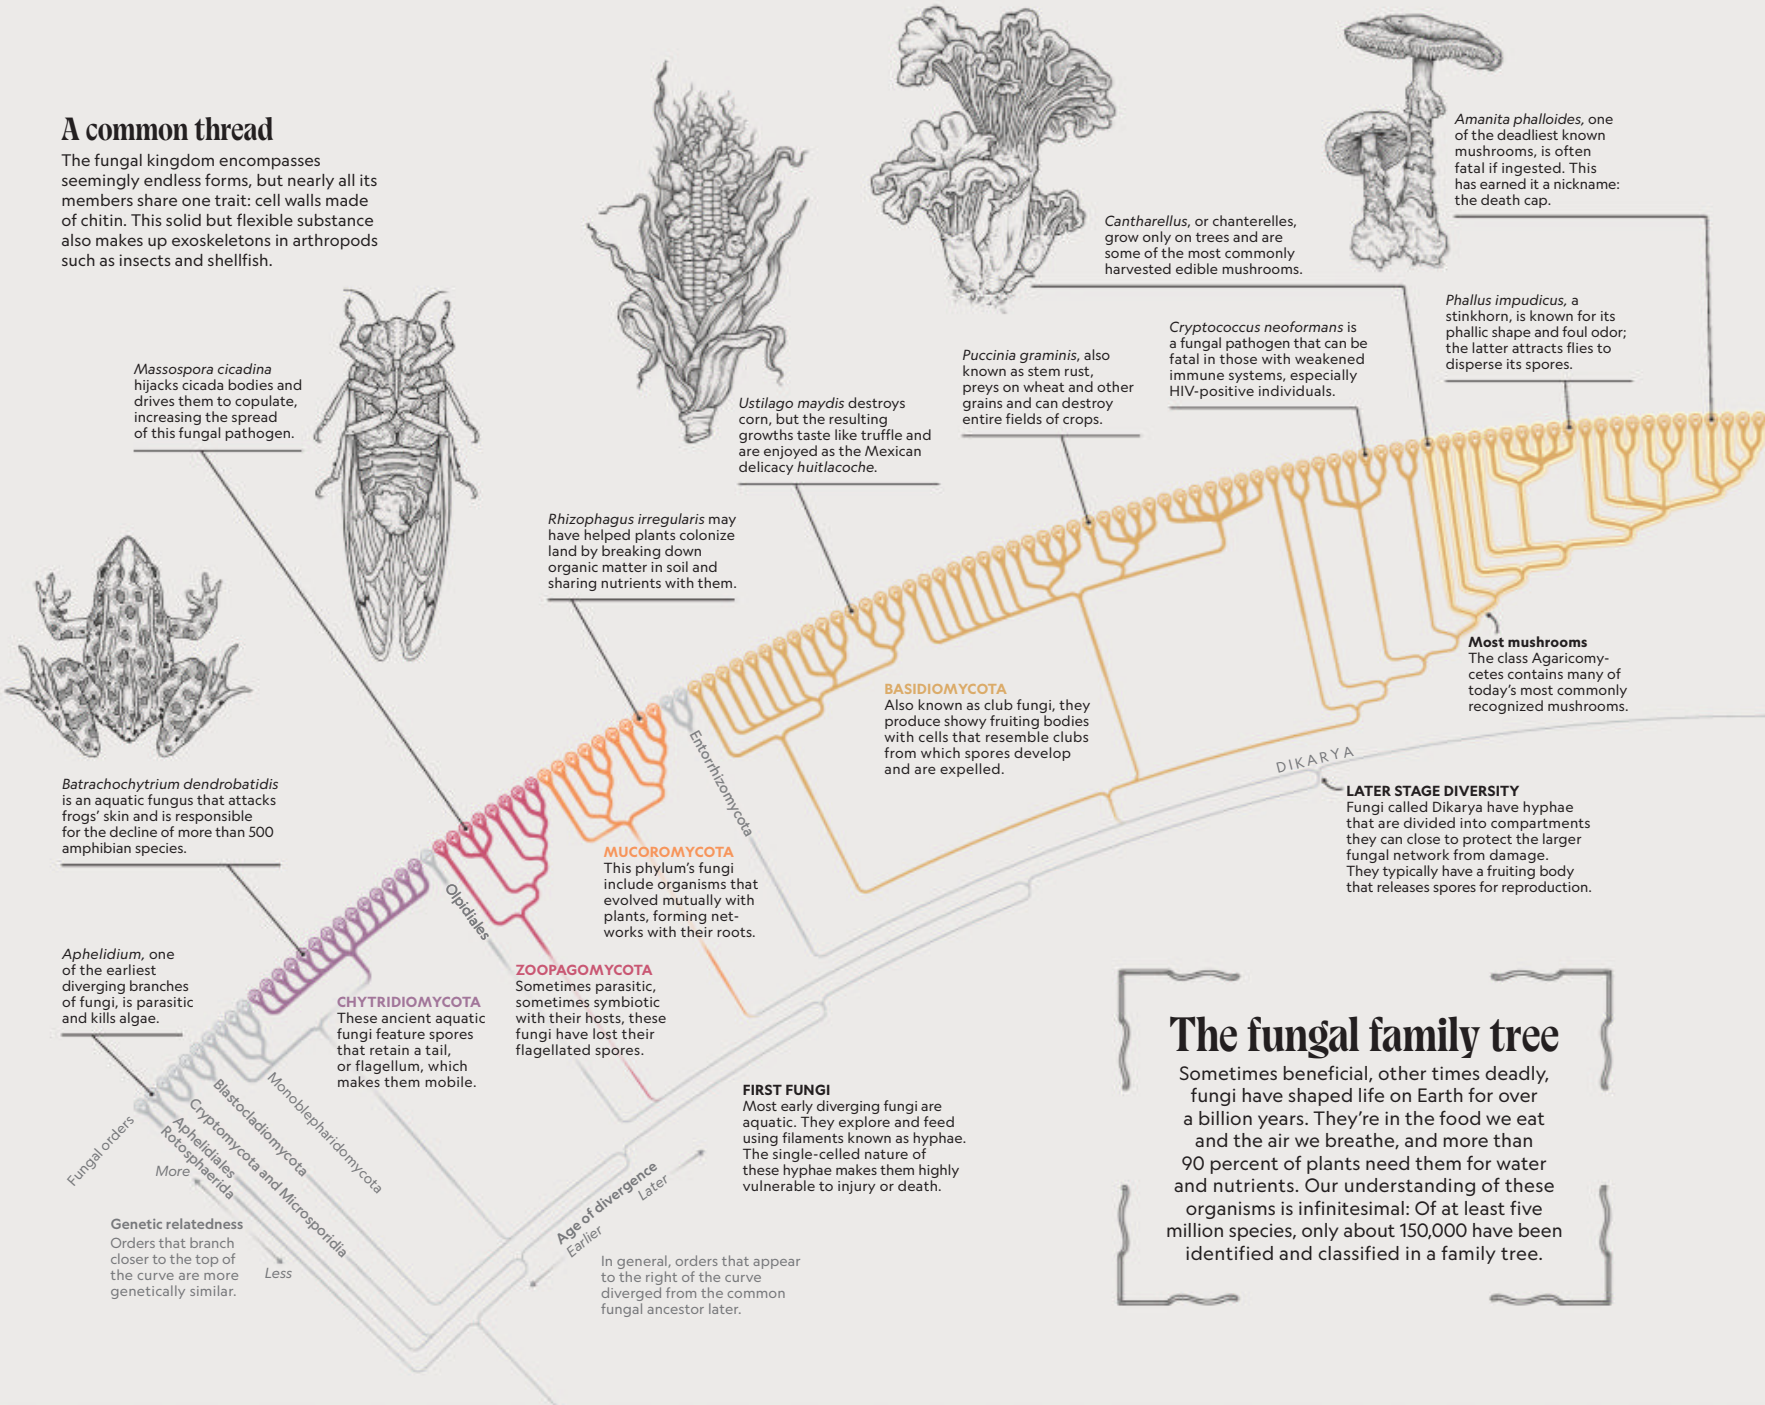 A common thread
The fungal kingdom encompasses
seemingly endless forms, but nearly all its
members share one trait: cell walls made
of chitin. This solid but flexible substance
also makes up exoskeletons in arthropods
such as insects and shellfish.
Massospora cicadina
hijacks cicada bodies and
drives them to copulate,
increasing the spread
of this fungal pathogen.
Batrachochytrium dendrobatidis
is an aquatic fungus that attacks
frogs’ skin and is responsible
for the decline of more than 500
amphibian species.
Aphelidium, one
of the earliest
diverging branches
of fungi, is parasitic
and kills algae.
Rhizophagus irregularis may
have helped plants colonize
land by breaking down
organic matter in soil and
sharing nutrients with them.
Ustilago maydis destroys
corn, but the resulting
growths taste like truffle and
are enjoyed as the Mexican
delicacy huitlacoche.
Puccinia graminis, also
known as stem rust,
preys on wheat and other
grains and can destroy
entire fields of crops.
Cantharellus, or chanterelles,
grow only on trees and are
some of the most commonly
harvested edible mushrooms.
Cryptococcus neoformans is
a fungal pathogen that can be
fatal in those with weakened
immune systems, especially
HIV-positive individuals.
Amanita phalloides, one
of the deadliest known
mushrooms, is often
fatal if ingested. This
has earned it a nickname:
the death cap.
Phallus impudicus, a
stinkhorn, is known for its
phallic shape and foul odor;
the latter attracts flies to
disperse its spores.
Most mushrooms
The class Agaricomy-
cetes contains many of
today’s most commonly
recognized mushrooms.
BASIDIOMYCOTA
Also known as club fungi, they
produce showy fruiting bodies
with cells that resemble clubs
from which spores develop
and are expelled.
DIKARYA
LATER STAGE DIVERSITY
Fungi called Dikarya have hyphae
that are divided into compartments
they can close to protect the larger
fungal network from damage.
They typically have a fruiting body
that releases spores for reproduction.
Entorrhizomycota
MUCOROMYCOTA
This phylum’s fungi
include organisms that
evolved mutually with
plants, forming net-
works with their roots.
Olpidiales
ZOOPAGOMYCOTA
Sometimes parasitic,
sometimes symbiotic
with their hosts, these
fungi have lost their
flagellated spores.
CHYTRIDIOMYCOTA
These ancient aquatic
fungi feature spores
that retain a tail,
or flagellum, which
makes them mobile.
Monoblepharidomycota
Blastocladiomycota
Cryptomycota and Microsporidia
Aphelidiales
Rotosphaerida
Fungal orders
More
Less
Genetic relatedness
Orders that branch
closer to the top of
the curve are more
genetically similar.
FIRST FUNGI
Most early diverging fungi are
aquatic. They explore and feed
using filaments known as hyphae.
The single-celled nature of
these hyphae makes them highly
vulnerable to injury or death.
Age of divergence
Later
Earlier
In general, orders that appear
to the right of the curve
diverged from the common
fungal ancestor later.
The fungal family tree
Sometimes beneficial, other times deadly,
fungi have shaped life on Earth for over
a billion years. They’re in the food we eat
and the air we breathe, and more than
90 percent of plants need them for water
and nutrients. Our understanding of these
organisms is infinitesimal: Of at least five
million species, only about 150,000 have been
identified and classified in a family tree.